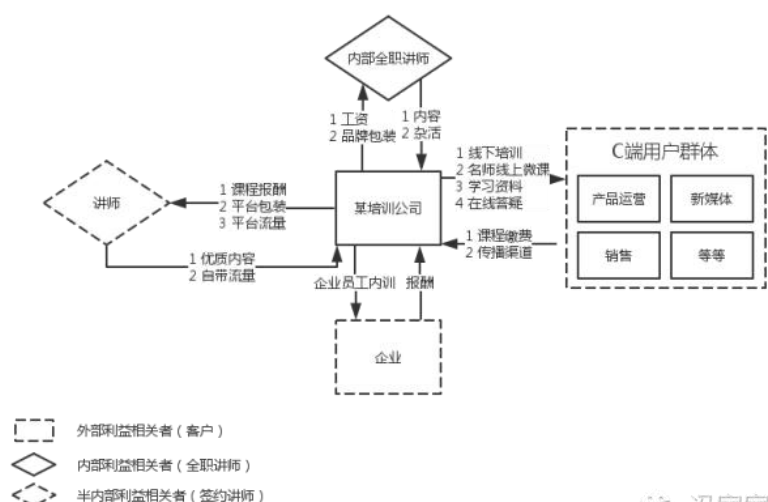 内部全职讲师
1 工资
2 品牌包装
1 内容
2 杂活
讲师
1 课程报酬
2 平台包装
3 平台流量
某培训公司
1 线下培训
2 名师线上微课
3 学习资料
4 在线答疑
C端用户群体
产品运营
新媒体
销售
等等
1 课程缴费
2 传播渠道
1 优质内容
2 自带流量
企业员工内训
报酬
企业
外部利益相关者（客户）
内部利益相关者（全职讲师）
半内部利益相关者（签约讲师）